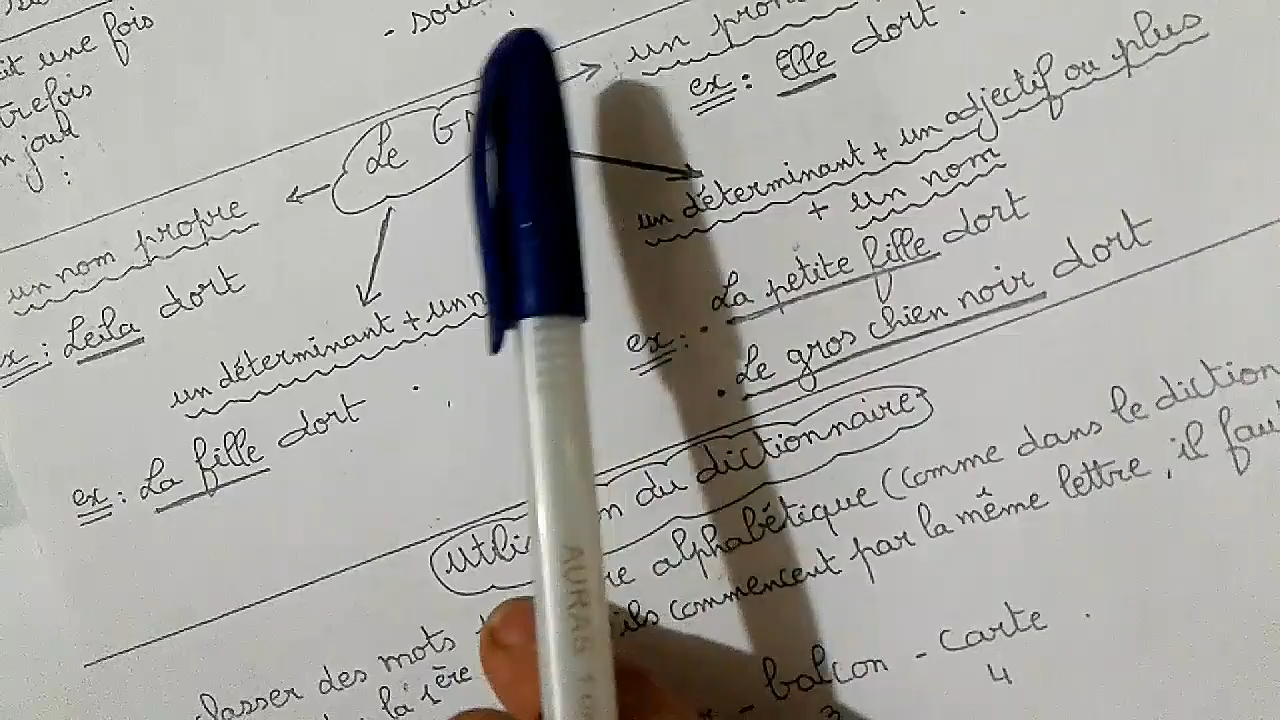 it une fois
trefois
n jour
:
un
ex : Elle dort .
Le
un déterminant + un adjectif ou plus
+ un nom
ex : . La petite fille dort
. Le gros chien noir dort
un nom propre
ex : Leila dort
un déterminant + un n
ex : La fille dort .
du dictionnaire
alphabétique (comme dans le diction
classer des mots
ils commencent par la même lettre, il fau
la 1ère
- balcon - carte .
3 4
AURAS